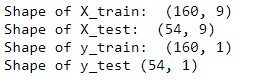 Shape of X_train:  (160, 9)
Shape of X_test:  (54, 9)
Shape of y_train:  (160, 1)
Shape of y_test (54, 1)